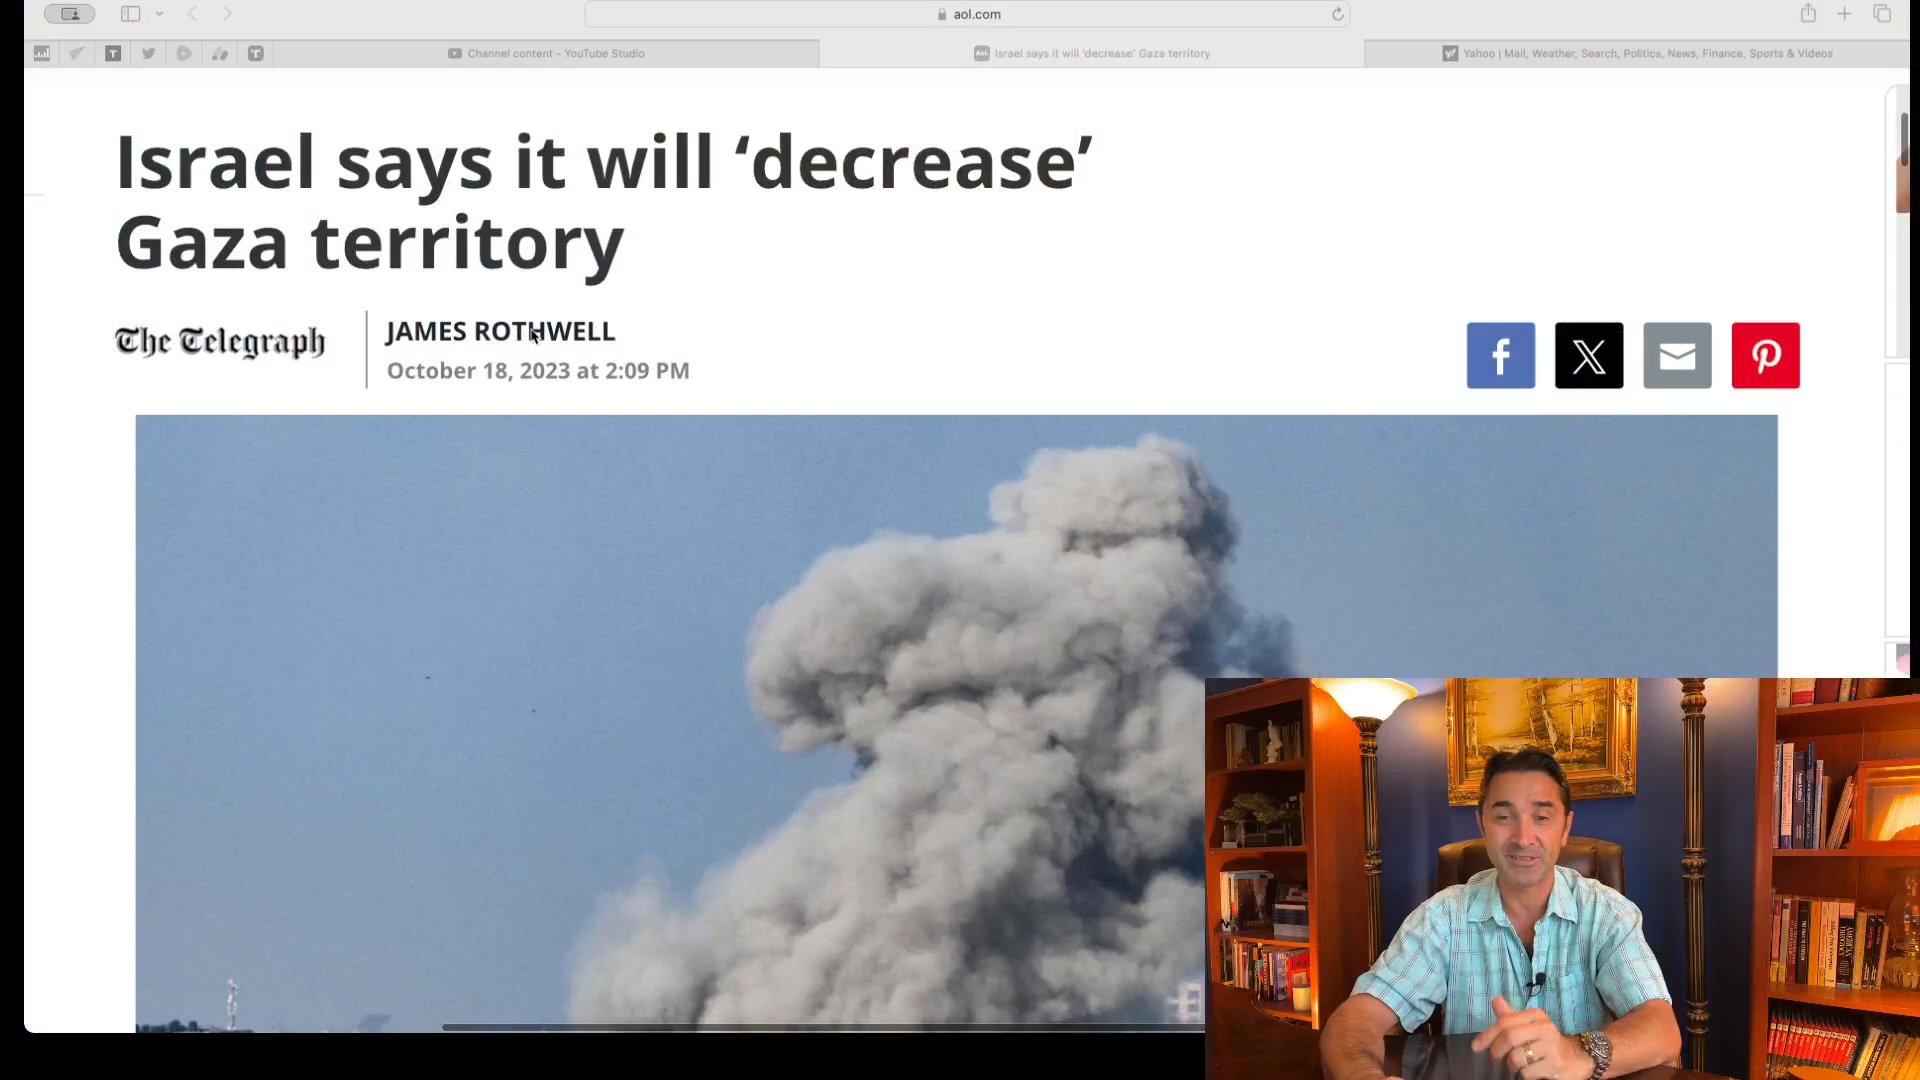 aol.com
Channel content - YouTube Studio
Israel says it will 'decrease' Gaza territory
Yahoo | Mail, Weather, Search, Politics, News, Finance, Sports & Videos
Israel says it will ‘decrease’
Gaza territory
The Telegraph
JAMES ROTHWELL
October 18, 2023 at 2:09 PM